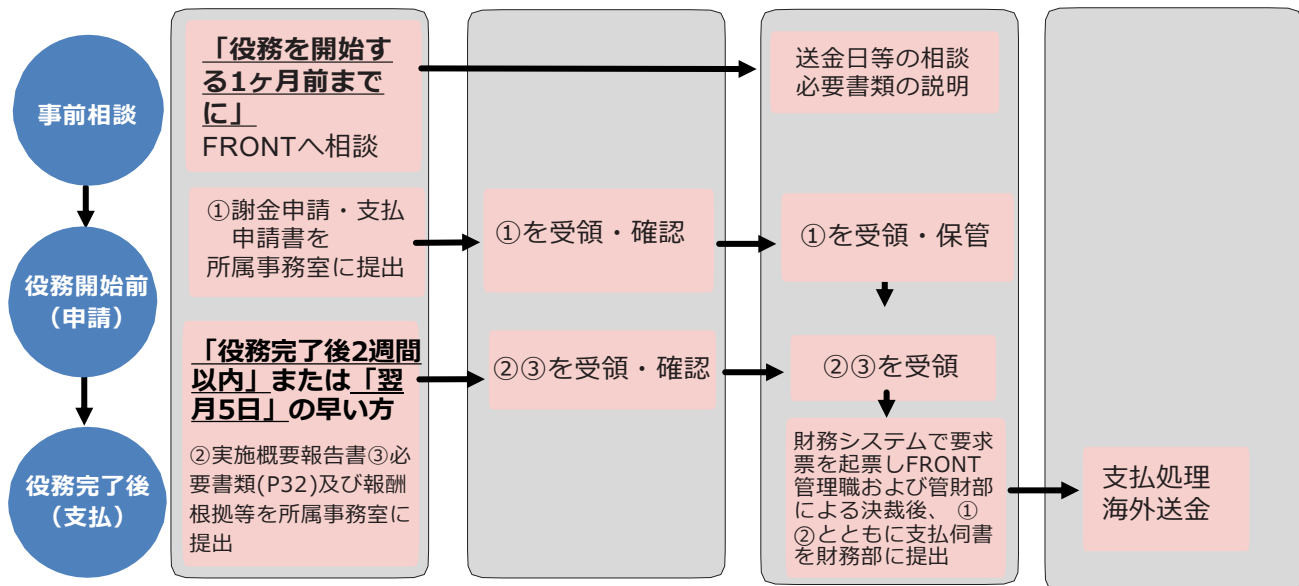 事前相談
「役務を開始す
る1ヶ月前まで
に」
FRONTへ相談
送金日等の相談
必要書類の説明
役務開始前
（申請）
①謝金申請・支払
申請書を
所属事務室に提出
①を受領・確認
①を受領・保管
役務完了後
（支払）
「役務完了後2週間
以内」または「翌
月5日」の早い方
②実施概要報告書③必
要書類(P32)及び報酬
根拠等を所属事務室に
提出
②③を受領・確認
②③を受領
財務システムで要求
票を起票しFRONT
管理職および管財部
による決裁後、①
②とともに支払伺書
を財務部に提出
支払処理
海外送金